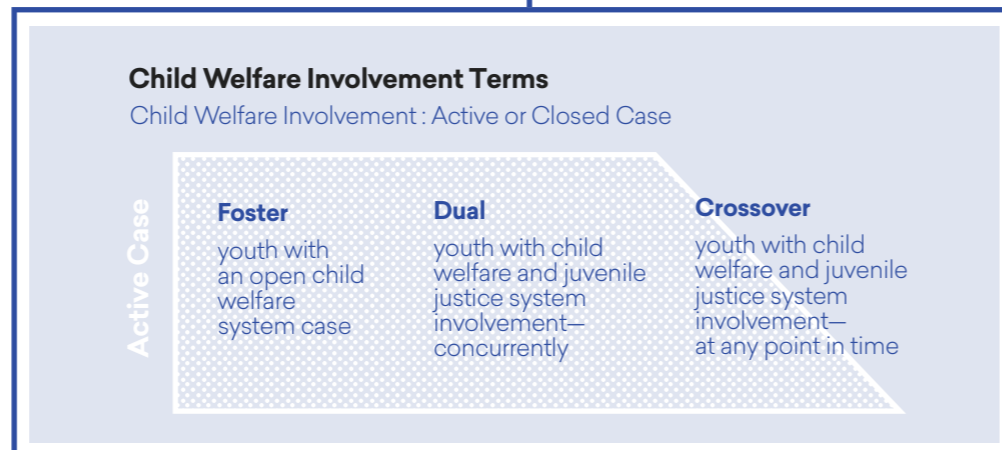 Child Welfare Involvement Terms
Child Welfare Involvement : Active or Closed Case
Active Case
Foster
youth with
an open child
welfare
system case
Dual
youth with child
welfare and juvenile
justice system
involvement—
concurrently
Crossover
youth with child
welfare and juvenile
justice system
involvement—
at any point in time